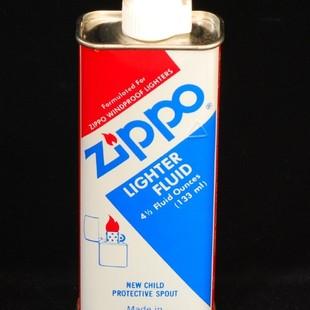 Formulated For
ZIPPO WINDPROOF LIGHTERS
zippo®
LIGHTER
FLUID
4½ Fluid Ounces
(133 ml)
NEW CHILD
PROTECTIVE SPOUT
Made in